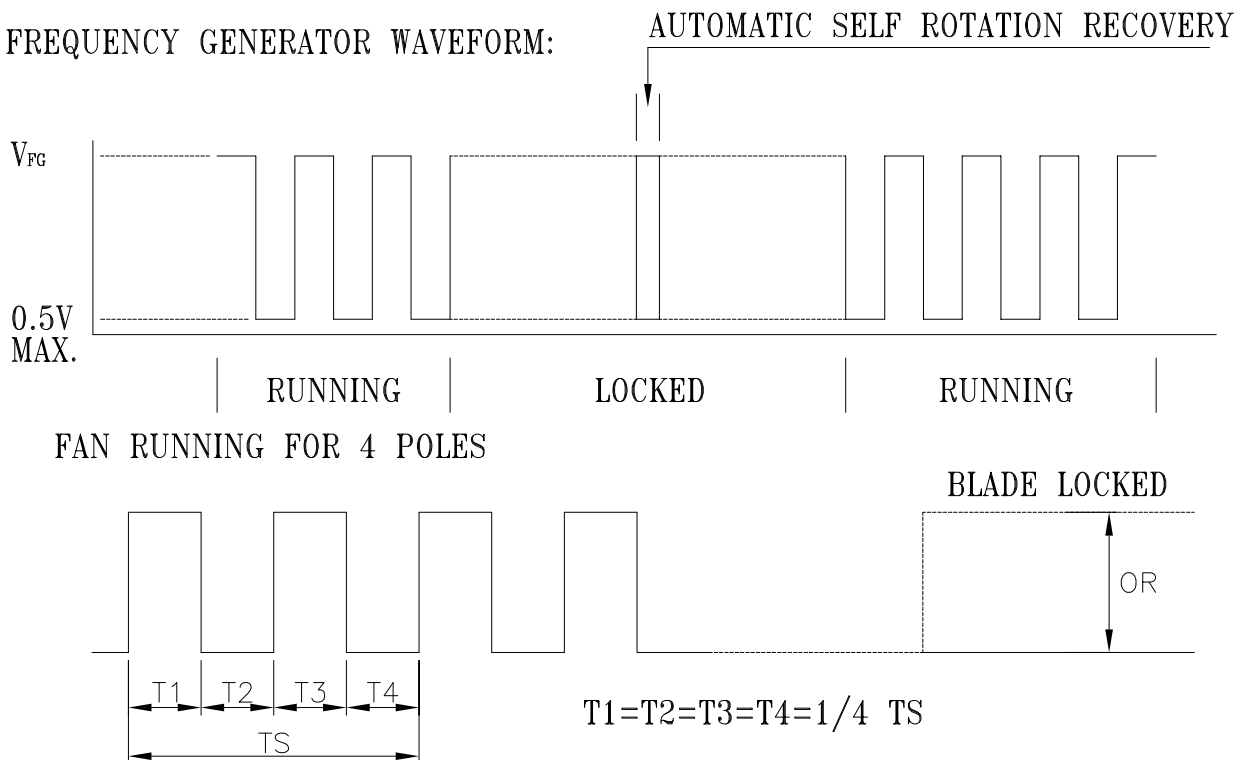 AUTOMATIC SELF ROTATION RECOVERY
FREQUENCY GENERATOR WAVEFORM:
VFG
0.5V
MAX.
RUNNING
LOCKED
RUNNING
FAN RUNNING FOR 4 POLES
BLADE LOCKED
OR
T1
T2
T3
T4
T1=T2=T3=T4=1/4 TS
TS